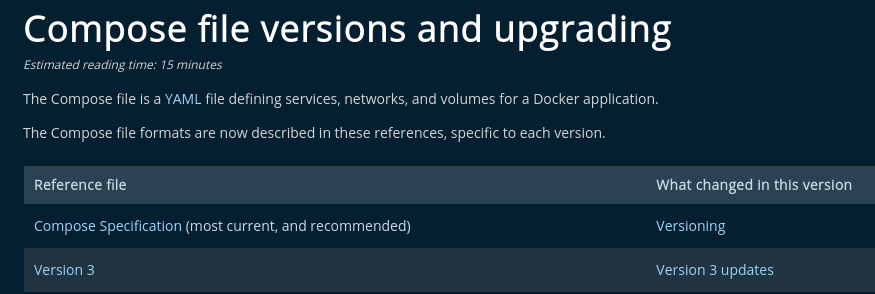 Compose file versions and upgrading
Estimated reading time: 15 minutes
The Compose file is a YAML file defining services, networks, and volumes for a Docker application.
The Compose file formats are now described in these references, specific to each version.
Reference file What changed in this version
Compose Specification (most current, and recommended) Versioning
Version 3 Version 3 updates